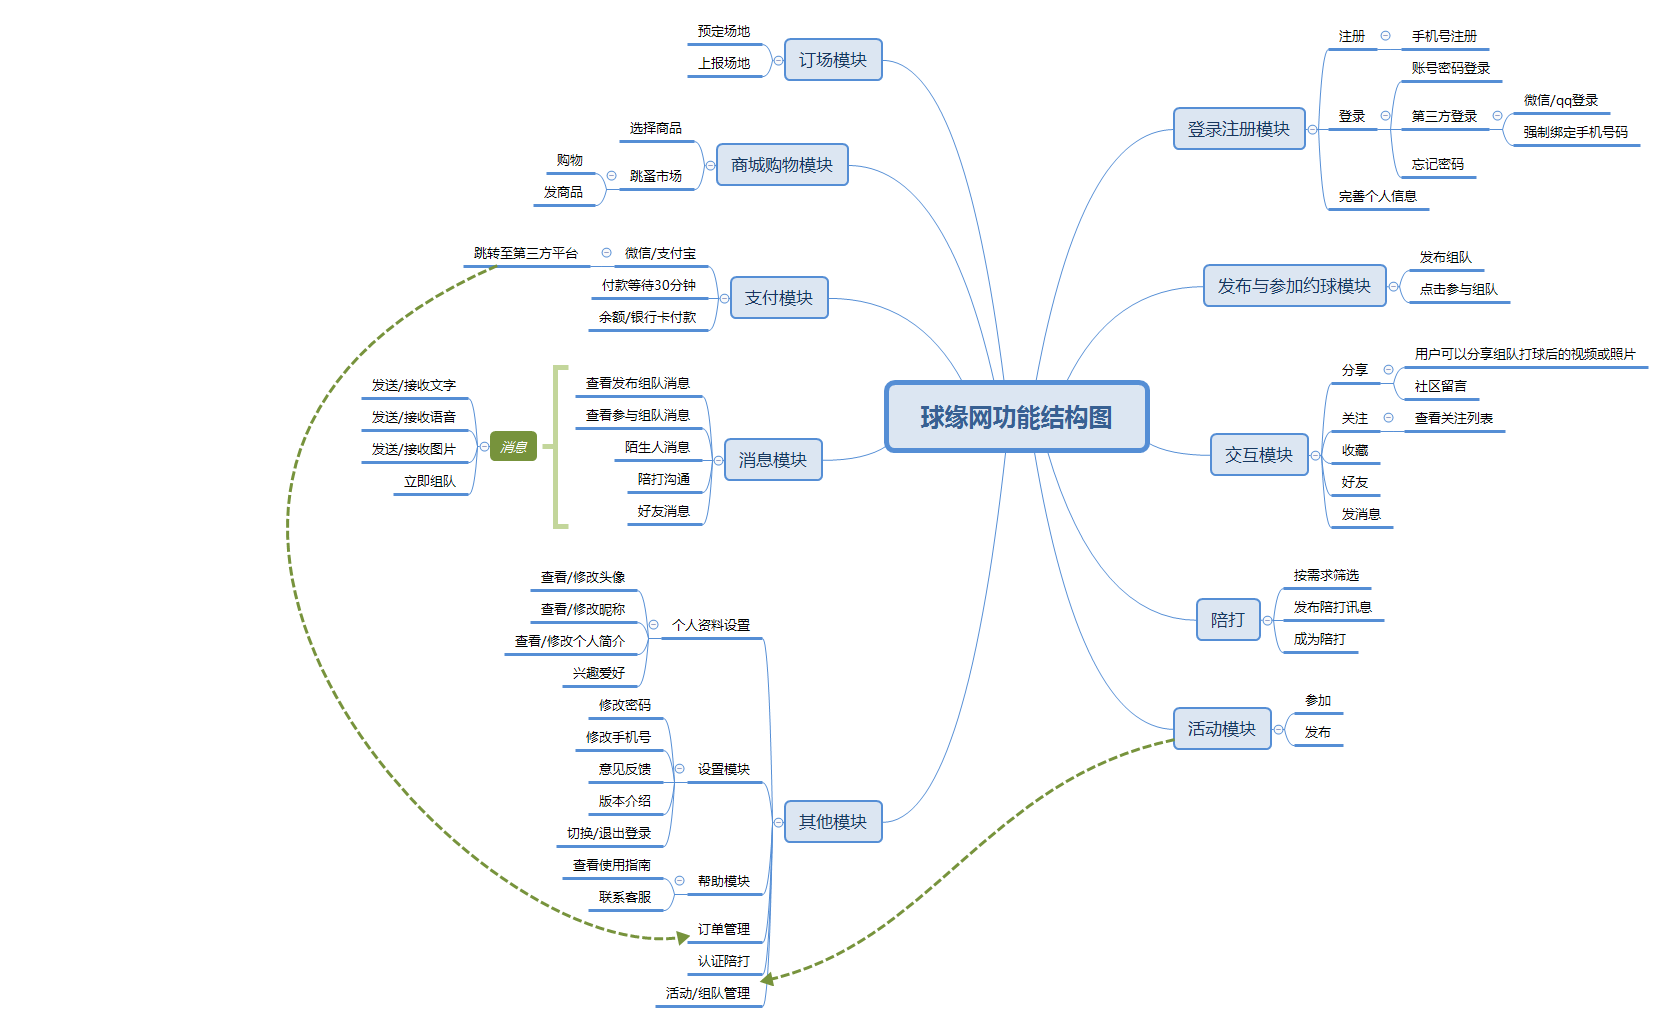 球缘网功能结构图
登录注册模块
注册
手机号注册
登录
账号密码登录
第三方登录
微信/qq登录
强制绑定手机号码
忘记密码
完善个人信息
发布与参加约球模块
发布组队
点击参与组队
交互模块
分享
用户可以分享组队打球后的视频或照片
社区留言
关注
查看关注列表
收藏
好友
发消息
陪打
按需求筛选
发布陪打讯息
成为陪打
活动模块
参加
发布
订场模块
预定场地
上报场地
商城购物模块
选择商品
跳蚤市场
购物
发商品
支付模块
微信/支付宝
跳转至第三方平台
付款等待30分钟
余额/银行卡付款
消息模块
查看发布组队消息
查看参与组队消息
陌生人消息
陪打沟通
好友消息
消息
发送/接收文字
发送/接收语音
发送/接收图片
立即组队
其他模块
个人资料设置
查看/修改头像
查看/修改昵称
查看/修改个人简介
兴趣爱好
设置模块
修改密码
修改手机号
意见反馈
版本介绍
切换/退出登录
帮助模块
查看使用指南
联系客服
订单管理
认证陪打
活动/组队管理